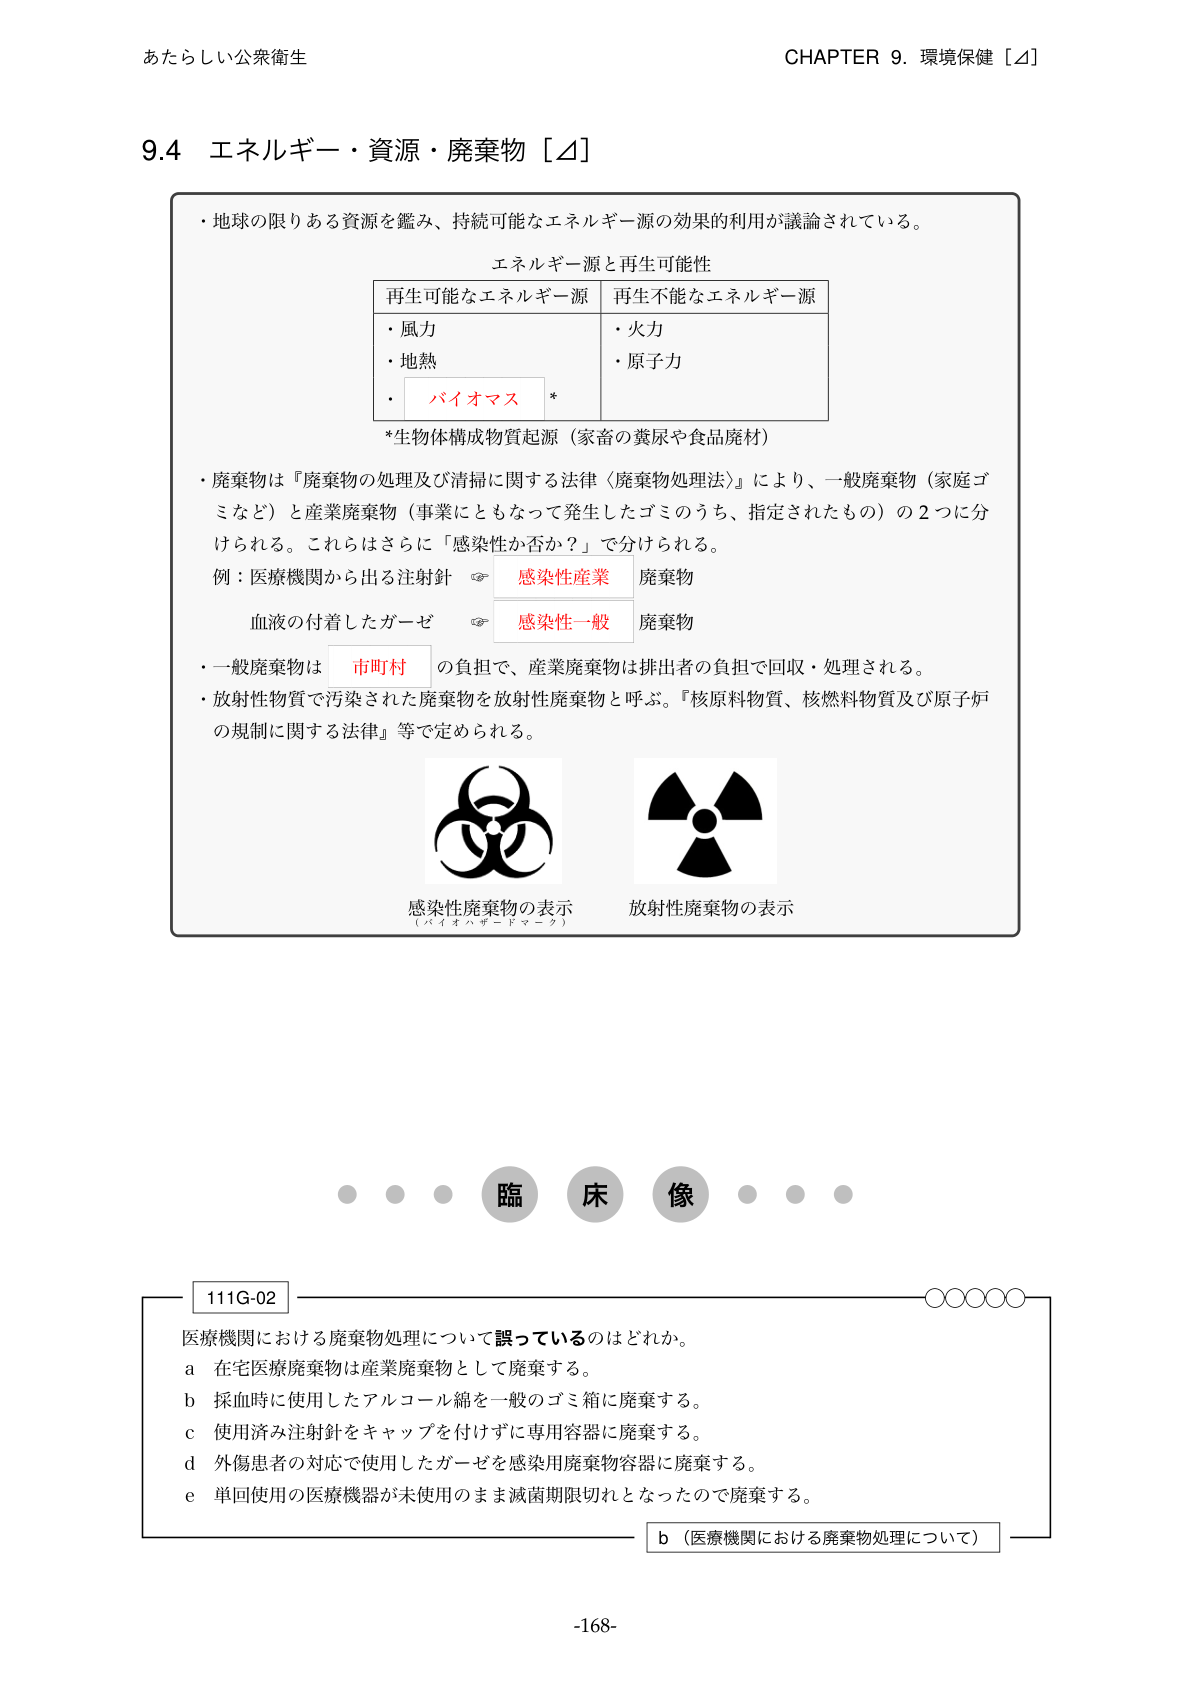 あたらしい公衆衛生
CHAPTER 9. 環境保健［⊿］
9.4 エネルギー・資源・廃棄物［⊿］
・地球の限りある資源を鑑み、持続可能なエネルギー源の効果的利用が議論されている。
エネルギー源と再生可能性
再生可能なエネルギー源 再生不能なエネルギー源
・風力 ・火力
・地熱 ・原子力
・ バイオマス *
*生物体構成物質起源（家畜の糞尿や食品廃材）
・廃棄物は『廃棄物の処理及び清掃に関する法律〈廃棄物処理法〉』により、一般廃棄物（家庭ゴ
ミなど）と産業廃棄物（事業にともなって発生したゴミのうち、指定されたもの）の２つに分
けられる。これらはさらに「感染性か否か？」で分けられる。
例：医療機関から出る注射針 ☞ 感染性産業 廃棄物
血液の付着したガーゼ ☞ 感染性一般 廃棄物
・一般廃棄物は 市町村 の負担で、産業廃棄物は排出者の負担で回収・処理される。
・放射性物質で汚染された廃棄物を放射性廃棄物と呼ぶ。『核原料物質、核燃料物質及び原子炉
の規制に関する法律』等で定められる。
感染性廃棄物の表示 放射性廃棄物の表示
（バイオハザードマーク）
臨床像
111G-02
医療機関における廃棄物処理について誤っているのはどれか。
a 在宅医療廃棄物は産業廃棄物として廃棄する。
b 採血時に使用したアルコール綿を一般のゴミ箱に廃棄する。
c 使用済み注射針をキャップを付けずに専用容器に廃棄する。
d 外傷患者の対応で使用したガーゼを感染用廃棄物容器に廃棄する。
e 単回使用の医療機器が未使用のまま滅菌期限切れとなったので廃棄する。
b （医療機関における廃棄物処理について）
-168-